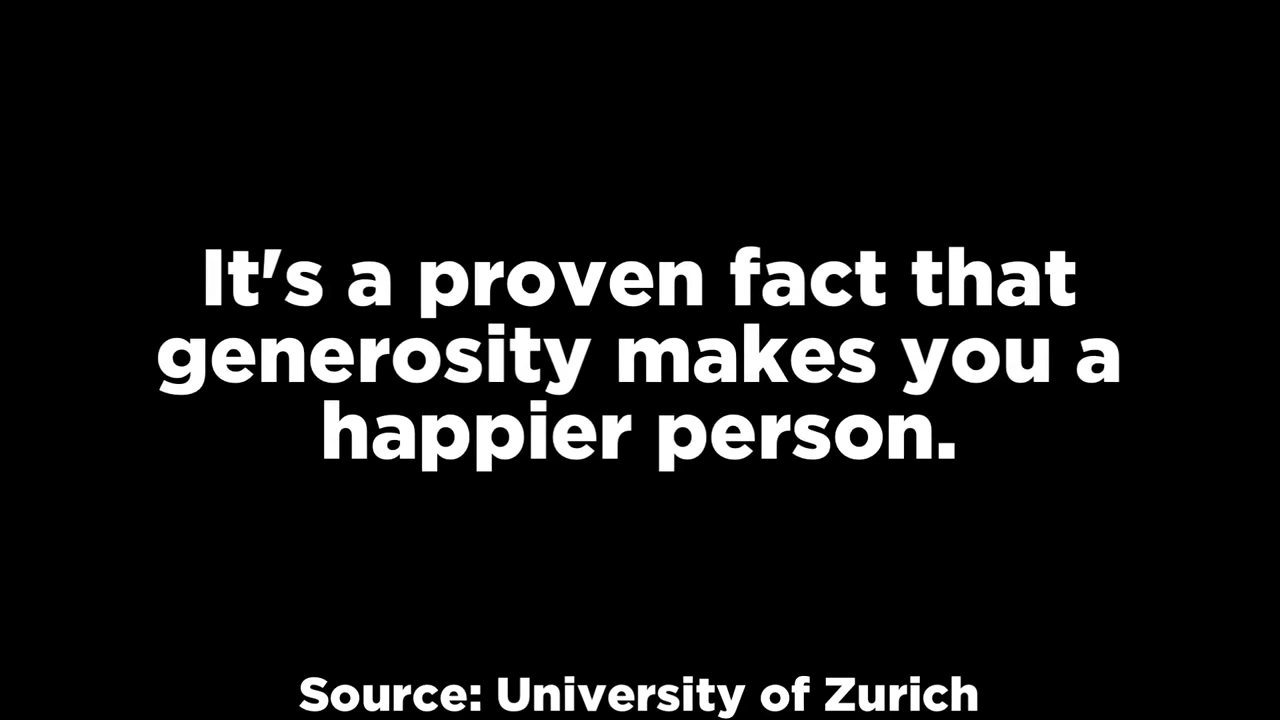 It's a proven fact that
generosity makes you a
happier person.
Source: University of Zurich